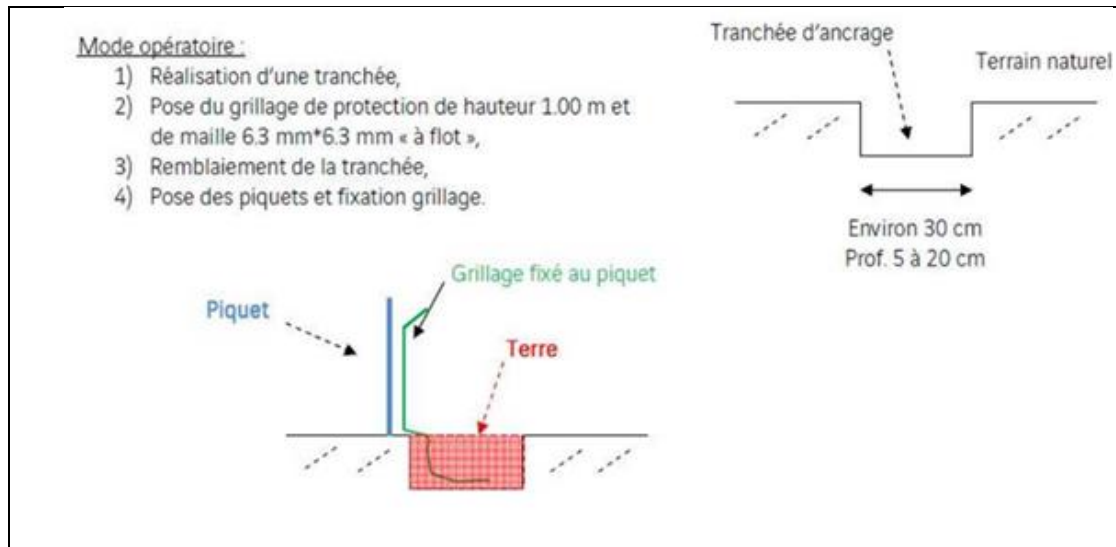 Mode opératoire :
1) Réalisation d'une tranchée,
2) Pose du grillage de protection de hauteur 1.00 m et
de maille 6.3 mm*6.3 mm « à flot »,
3) Remblaiement de la tranchée,
4) Pose des piquets et fixation grillage.
Tranchée d'ancrage
Terrain naturel
Environ 30 cm
Prof. 5 à 20 cm
Grillage fixé au piquet
Piquet
Terre